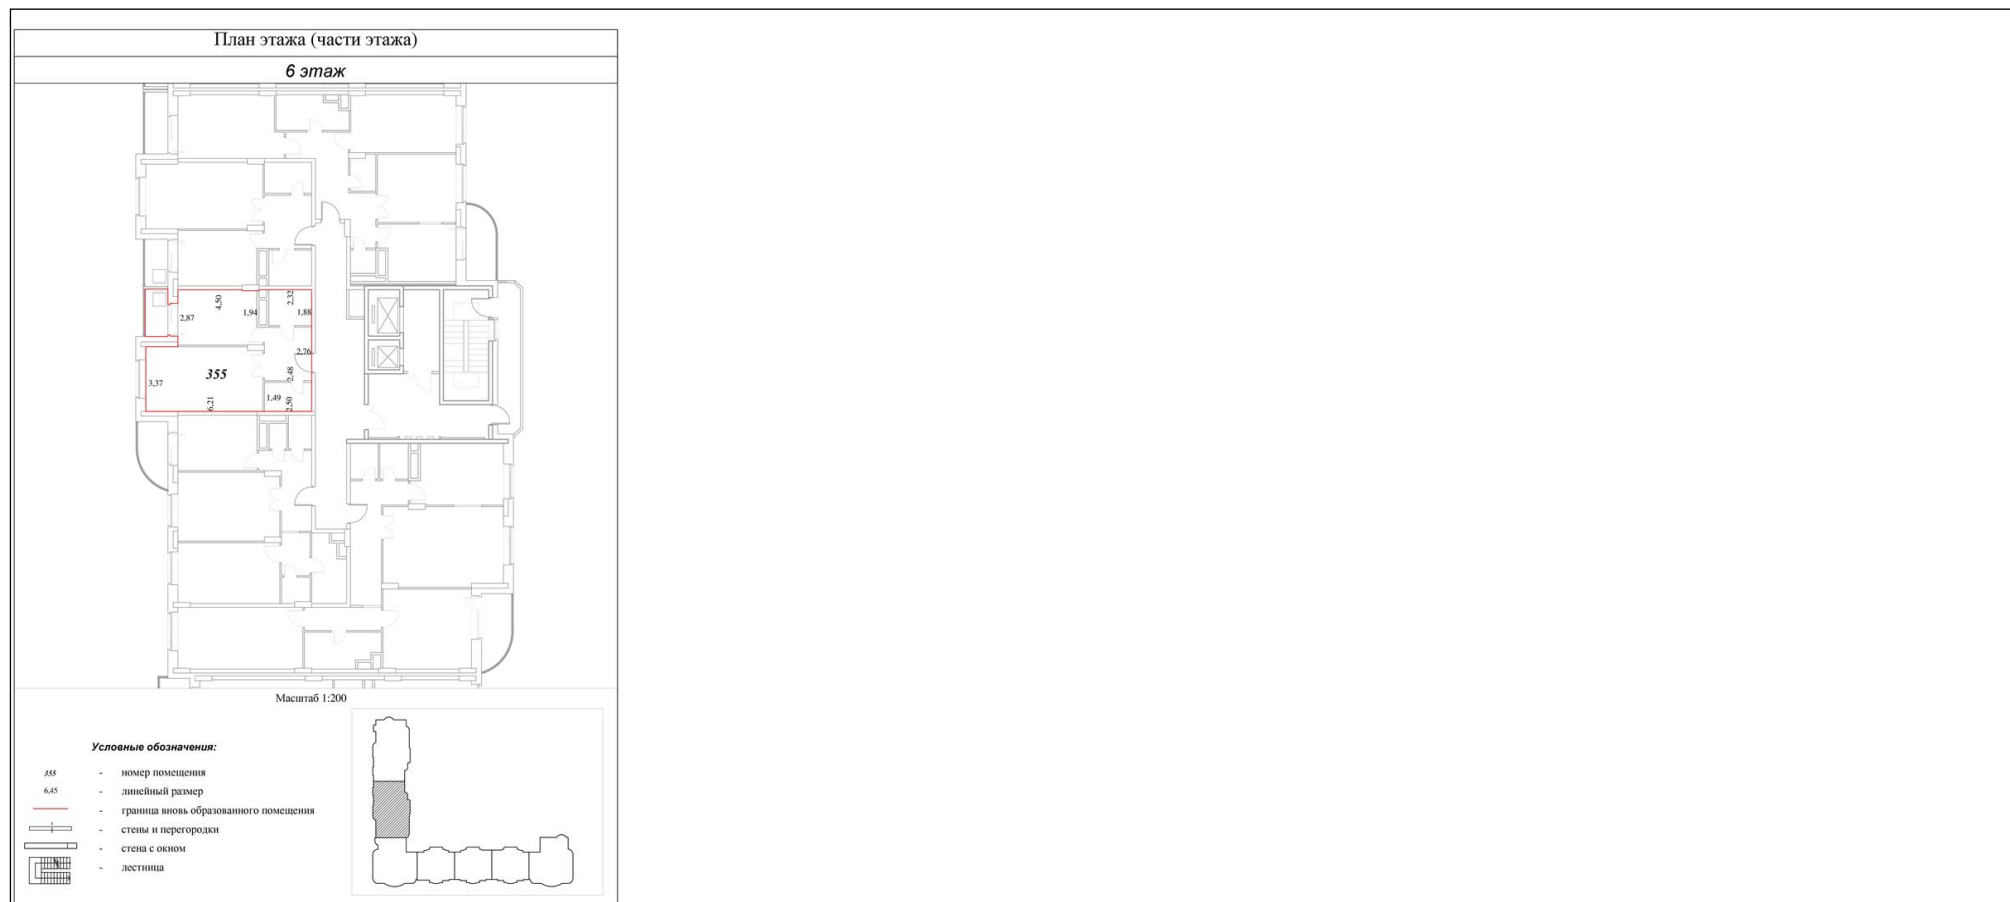 План этажа (части этажа)
6 этаж
4,50
2,32
2,87
1,94
1,88
2,76
355
2,48
3,37
6,21
1,49
2,50
Масштаб 1:200
Условные обозначения:
355 - номер помещения
6,45 - линейный размер
- граница вновь образованного помещения
- стены и перегородки
- стена с окном
- лестница